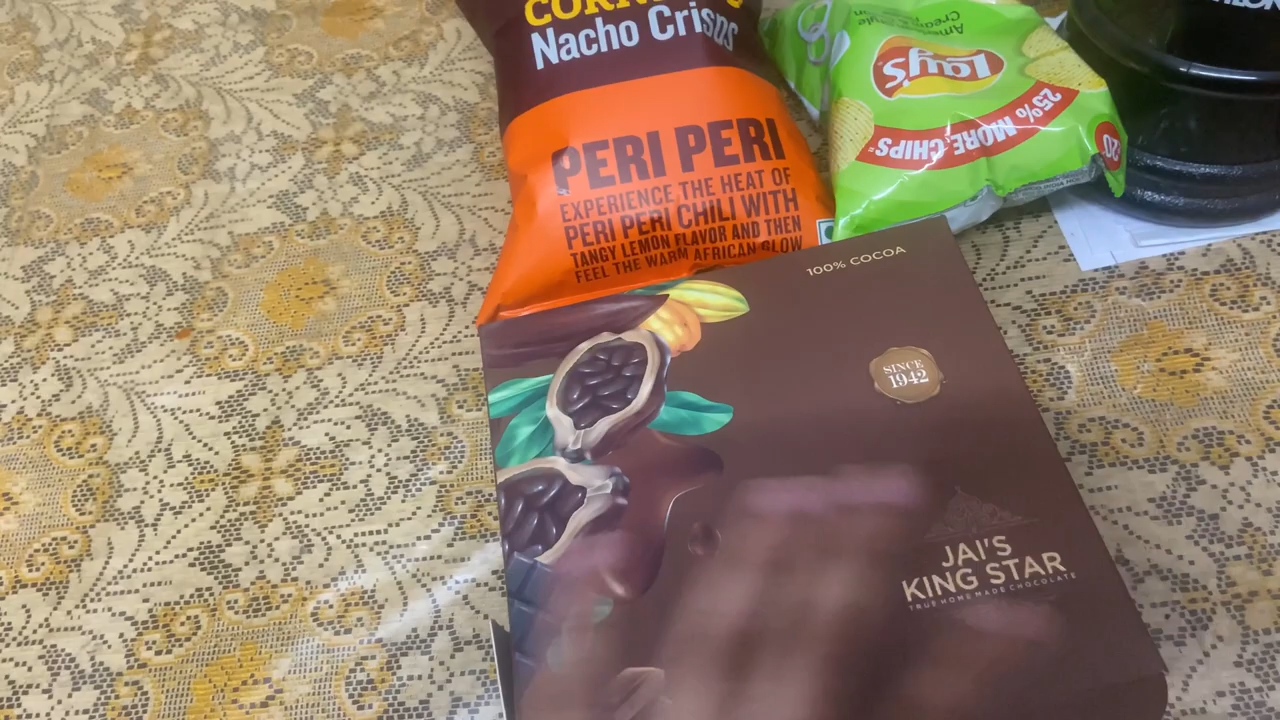 Nacho Crisps
PERI PERI
EXPERIENCE THE HEAT OF
PERI PERI CHILI WITH
TANGY LEMON FLAVOR AND THEN
FEEL THE WARM AFRICAN GLOW
Lay's
25% MORE CHIPS
20
100% COCOA
SINCE
1942
JAI'S
KING STAR
TRUE HOME MADE CHOCOLATE